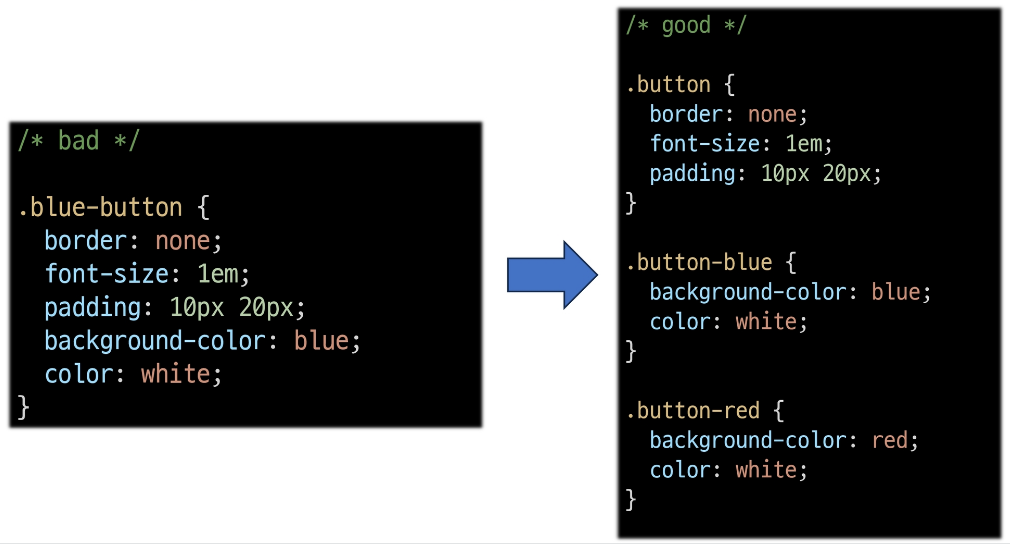 /* bad */
.blue-button {
  border: none;
  font-size: 1em;
  padding: 10px 20px;
  background-color: blue;
  color: white;
}
/* good */
.button {
  border: none;
  font-size: 1em;
  padding: 10px 20px;
}
.button-blue {
  background-color: blue;
  color: white;
}
.button-red {
  background-color: red;
  color: white;
}